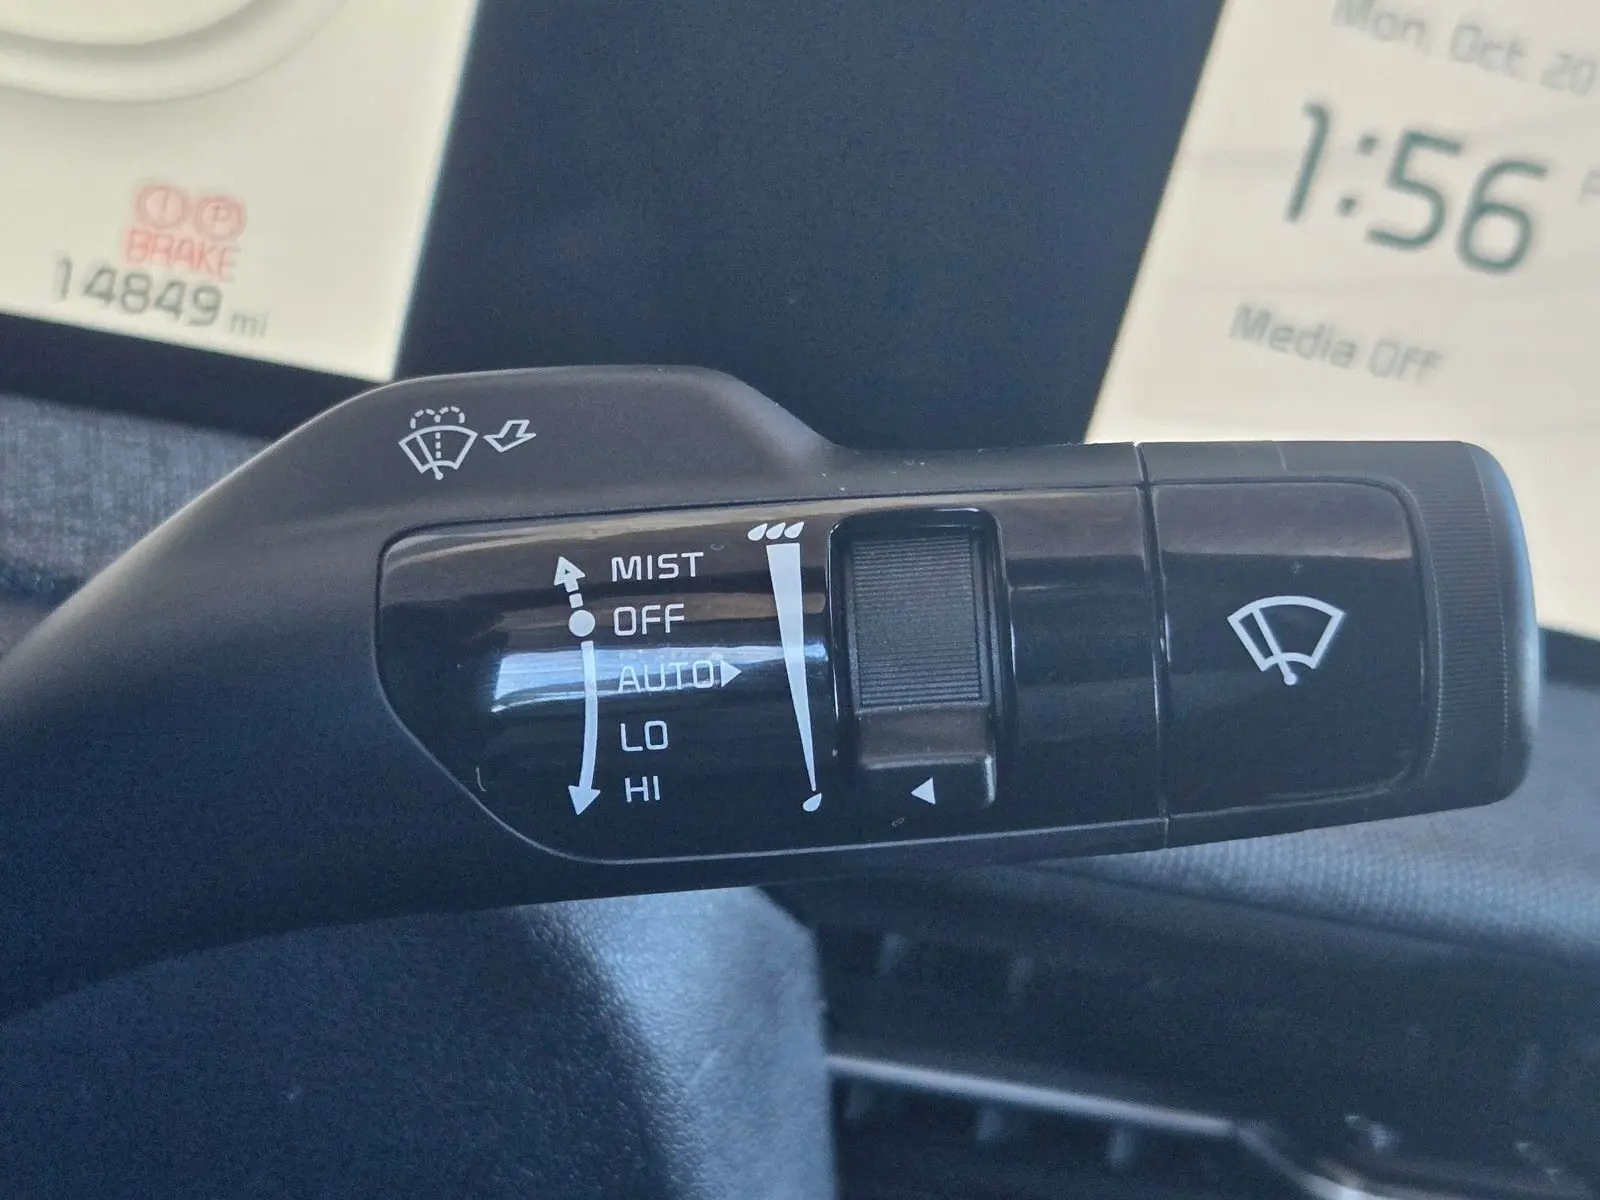 Mon, Oct. 20
1:56
Media Off
BRAKE
14849 mi
MIST
OFF
AUTO
LO
HI